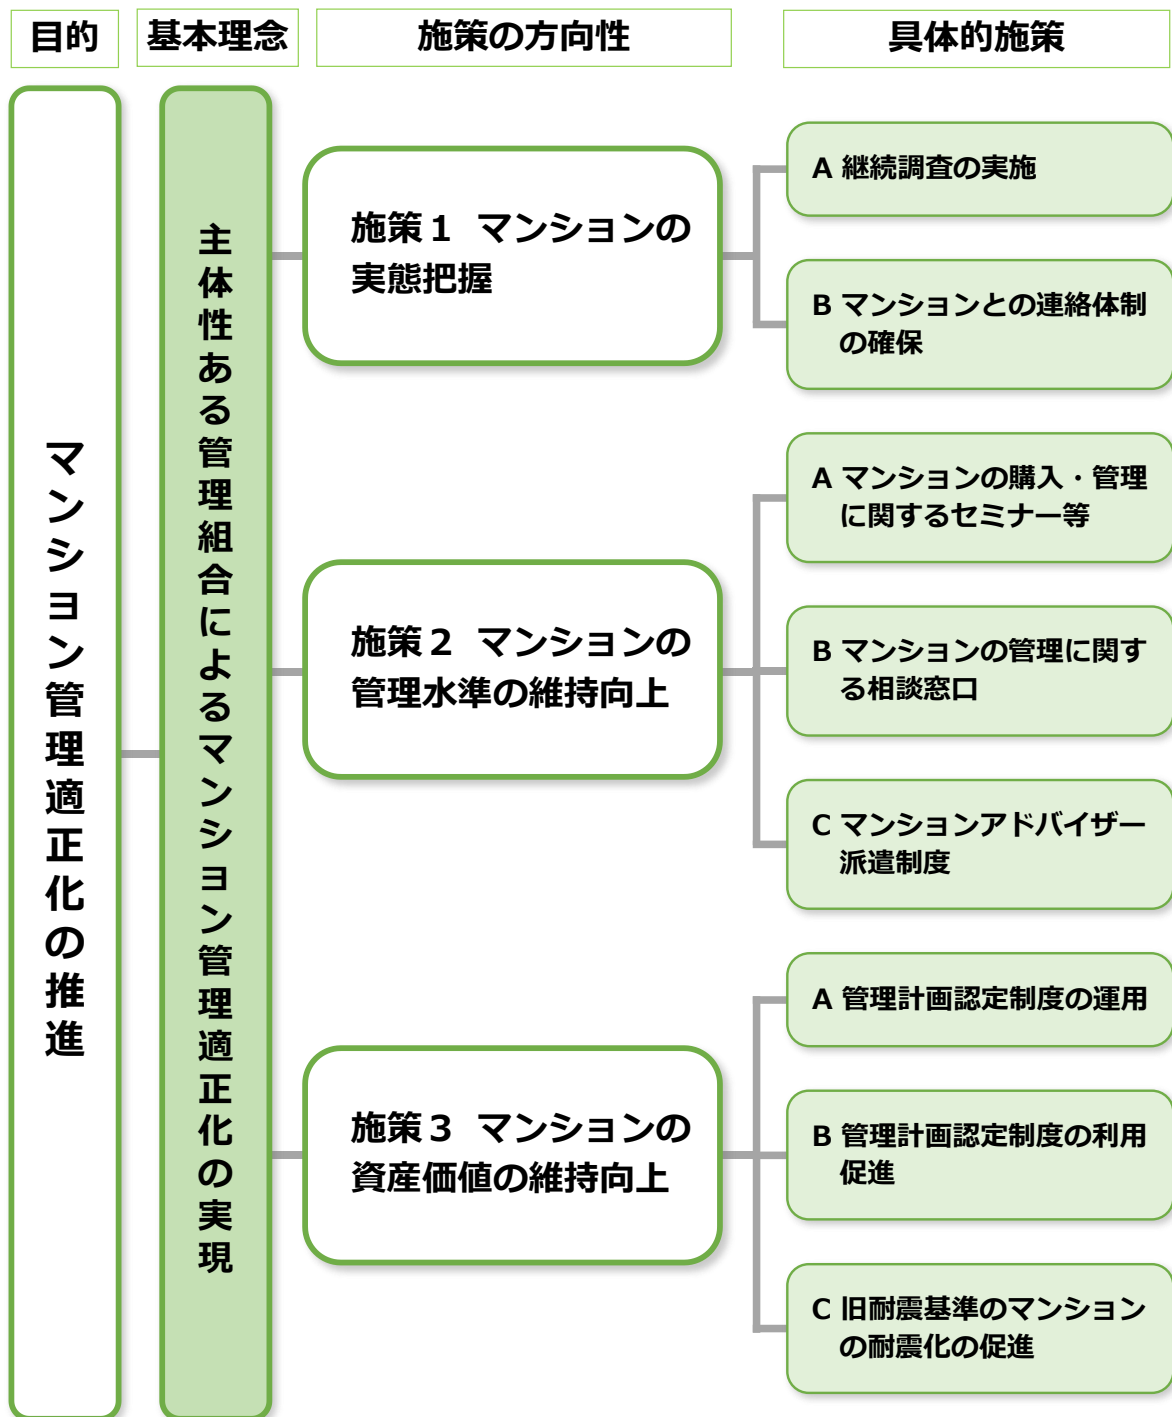 目的
基本理念
施策の方向性
具体的施策
マンション管理適正化の推進
主体性ある管理組合によるマンション管理適正化の実現
施策１ マンションの
実態把握
A 継続調査の実施
B マンションとの連絡体制
の確保
施策２ マンションの
管理水準の維持向上
A マンションの購入・管理
に関するセミナー等
B マンションの管理に関す
る相談窓口
C マンションアドバイザー
派遣制度
施策３ マンションの
資産価値の維持向上
A 管理計画認定制度の運用
B 管理計画認定制度の利用
促進
C 旧耐震基準のマンション
の耐震化の促進